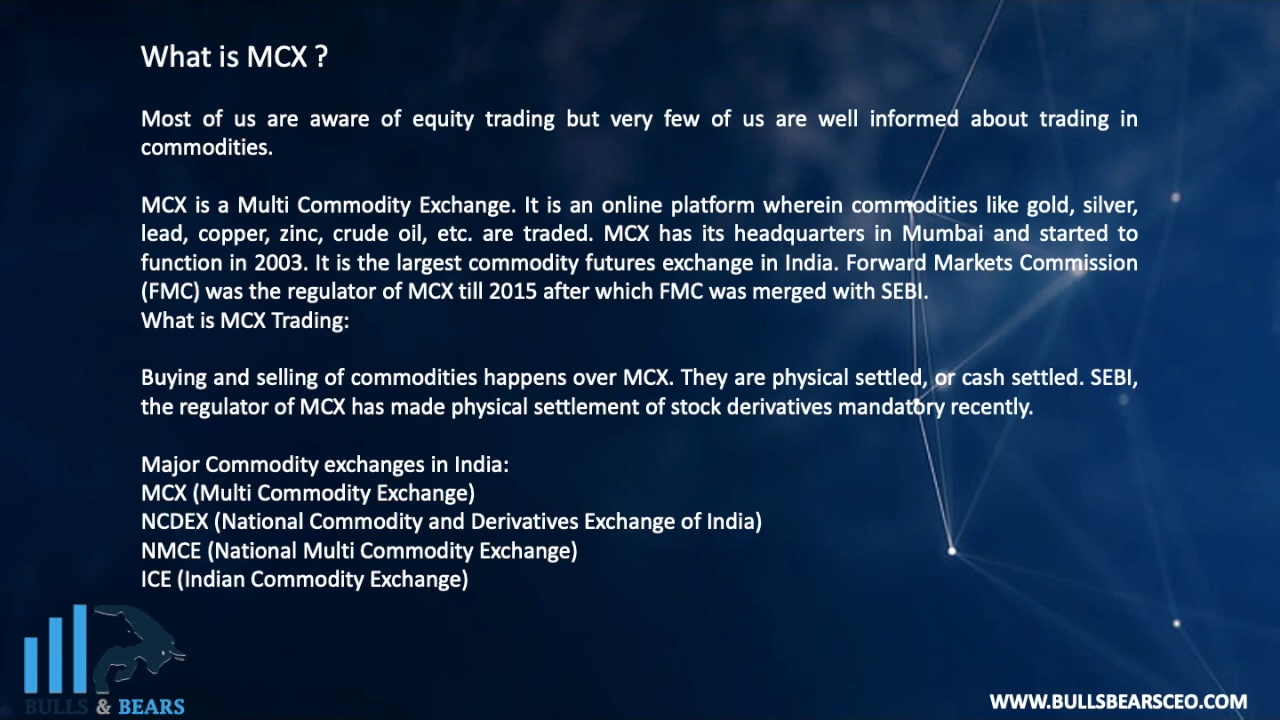 What is MCX ?
Most of us are aware of equity trading but very few of us are well informed about trading in
commodities.
MCX is a Multi Commodity Exchange. It is an online platform wherein commodities like gold, silver,
lead, copper, zinc, crude oil, etc. are traded. MCX has its headquarters in Mumbai and started to
function in 2003. It is the largest commodity futures exchange in India. Forward Markets Commission
(FMC) was the regulator of MCX till 2015 after which FMC was merged with SEBI.
What is MCX Trading:
Buying and selling of commodities happens over MCX. They are physical settled, or cash settled. SEBI,
the regulator of MCX has made physical settlement of stock derivatives mandatory recently.
Major Commodity exchanges in India:
MCX (Multi Commodity Exchange)
NCDEX (National Commodity and Derivatives Exchange of India)
NMCE (National Multi Commodity Exchange)
ICE (Indian Commodity Exchange)
BULLS & BEARS
WWW.BULLSBEARSCEO.COM